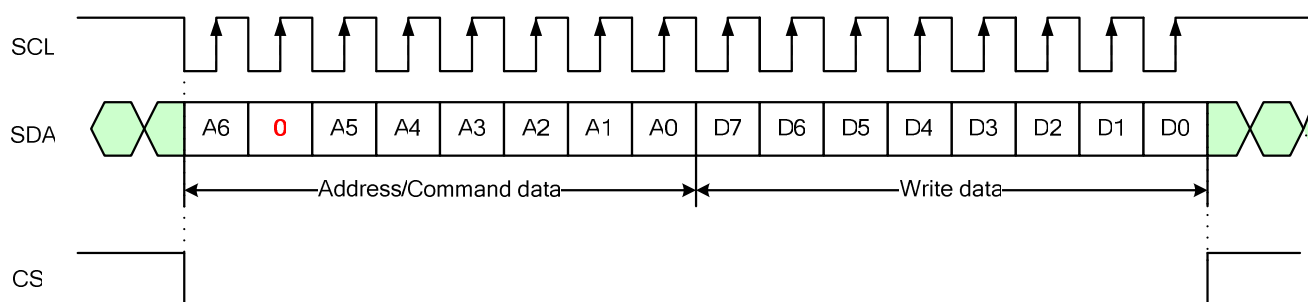 SCL
SDA A6 0 A5 A4 A3 A2 A1 A0 D7 D6 D5 D4 D3 D2 D1 D0
Address/Command data Write data
CS